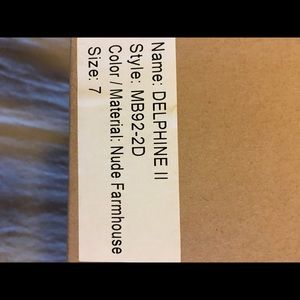 Name: DELPHINE II
Style: MB92-2D
Color / Material: Nude Farmhouse
Size: 7